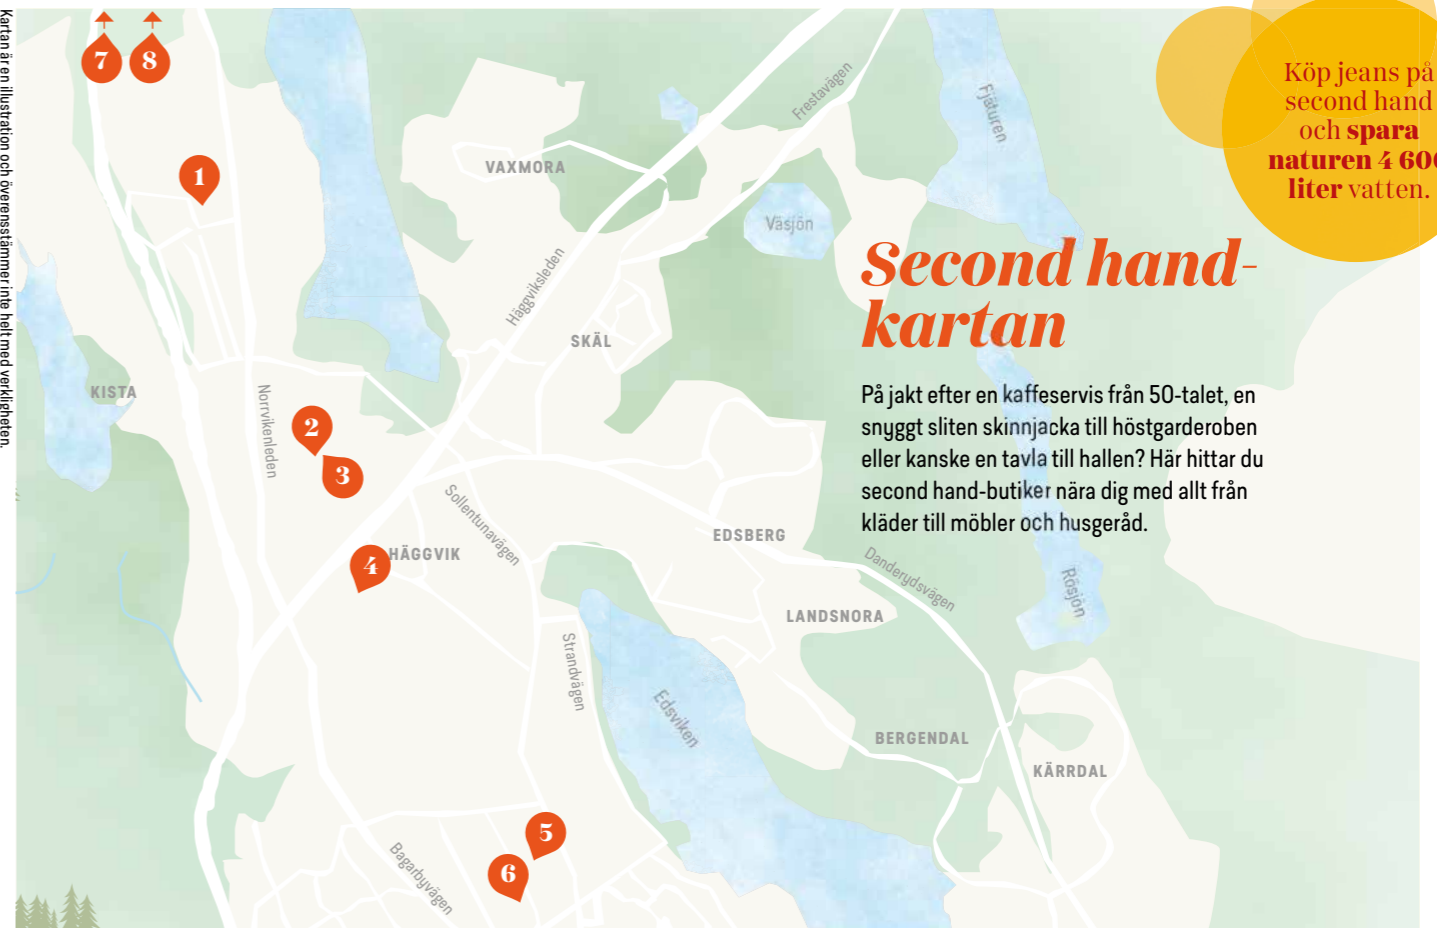 Kartan är en illustration och överensstämmer inte helt med verkligheten.
7
8
Köp jeans på
second hand
och spara
naturen 4 600
liter vatten.
Frestavägen
Fjäturen
VAXMORA
1
Väsjön
Häggviksleden
Second hand-
kartan
SKÄL
KISTA
Norrvikenleden
På jakt efter en kaffeservis från 50-talet, en
snyggt sliten skinnjacka till höstgarderoben
eller kanske en tavla till hallen? Här hittar du
second hand-butiker nära dig med allt från
kläder till möbler och husgeråd.
2
3
Sollentunavägen
EDSBERG
4
HÄGGVIK
Danderydsvägen
Rösjön
LANDSNORA
Strandvägen
Edsviken
BERGENDAL
KÄRRDAL
5
6
Bagarbyvägen